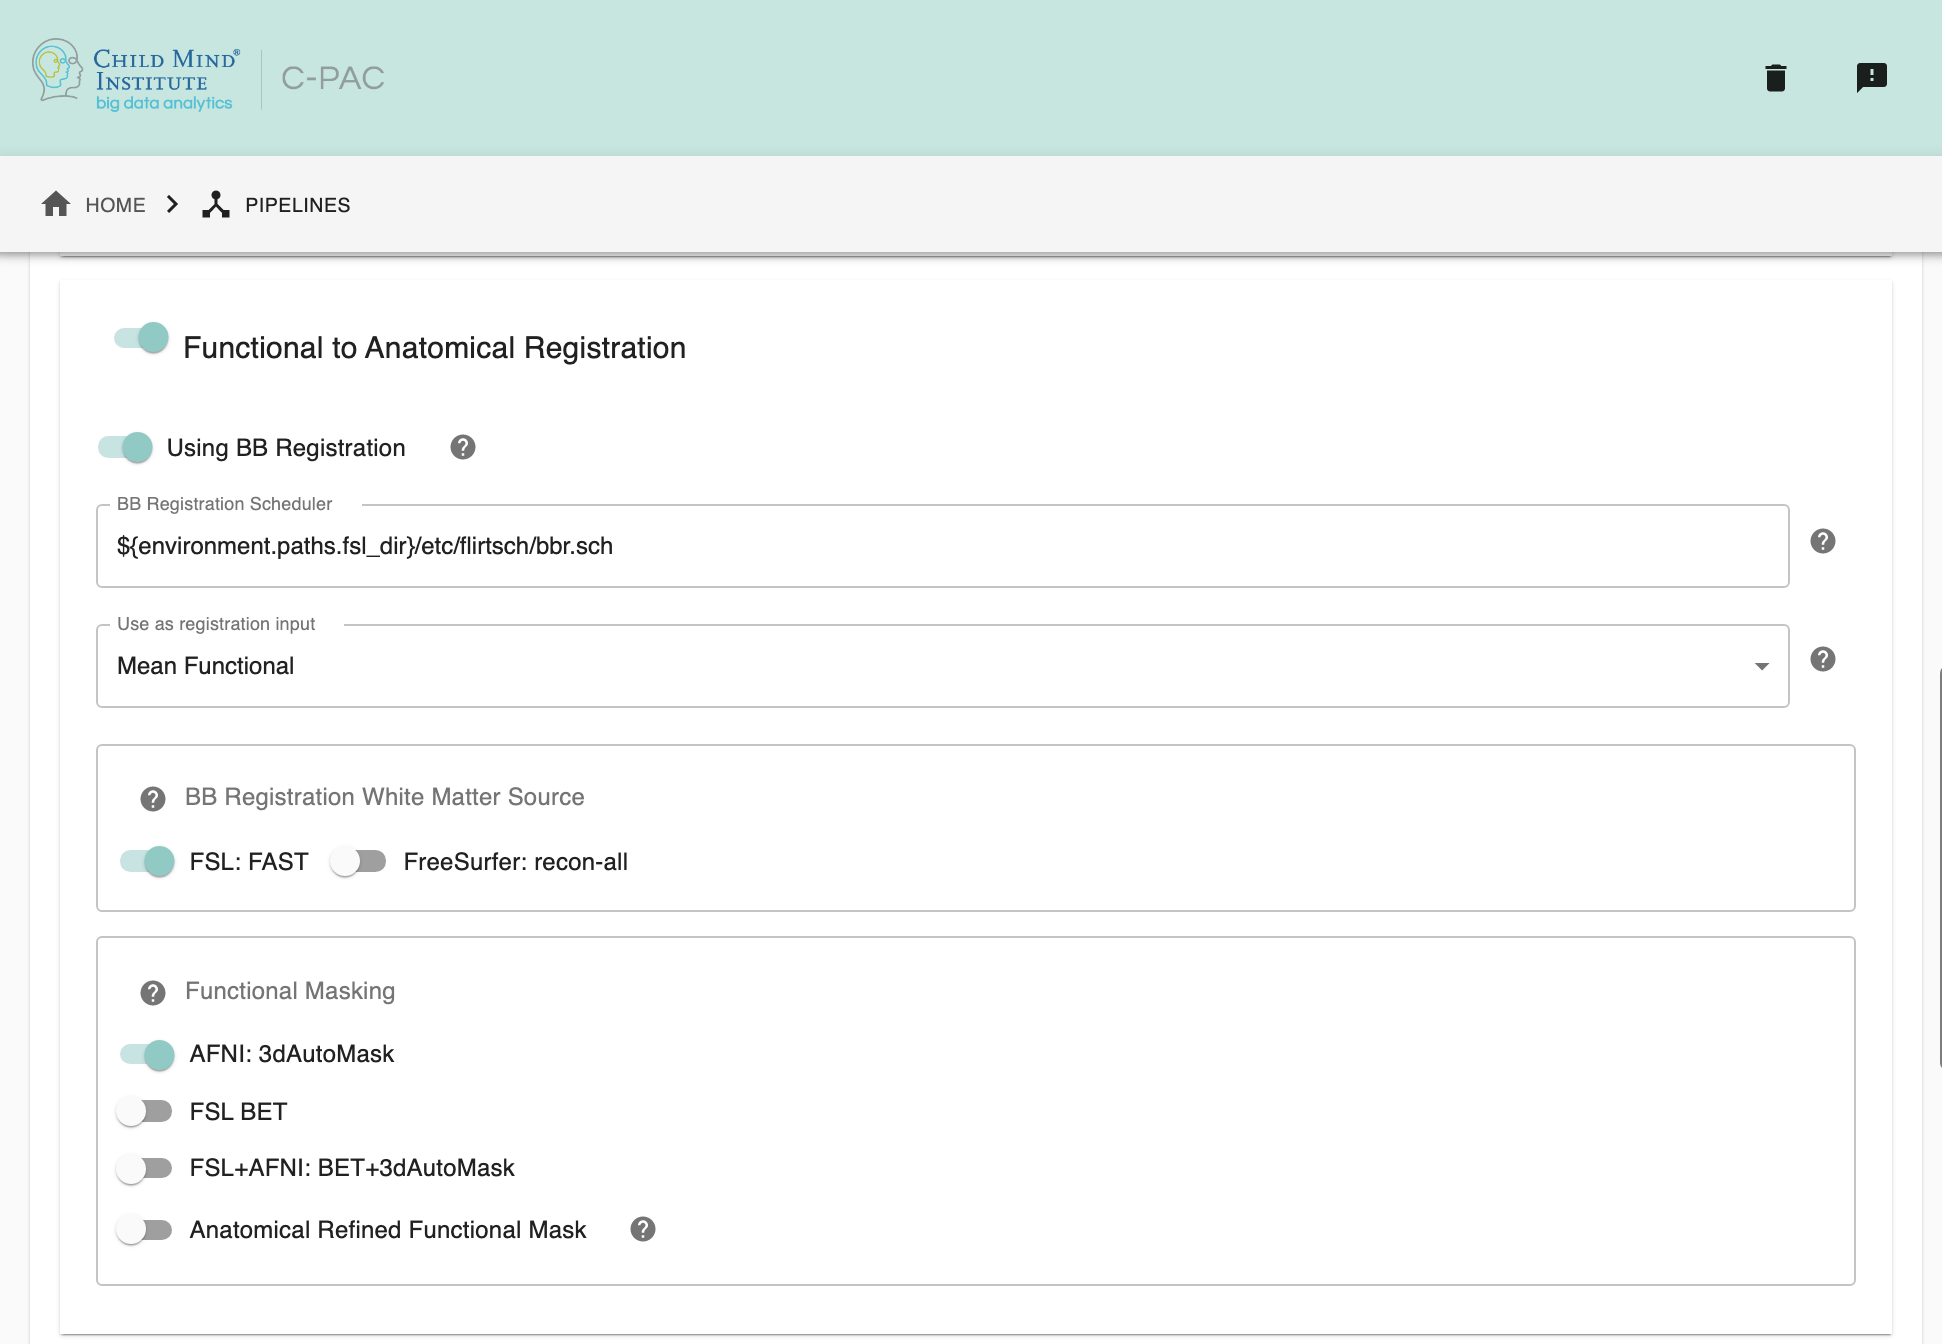 CHILD MIND®
INSTITUTE
big data analytics
C-PAC
HOME
PIPELINES
Functional to Anatomical Registration
Using BB Registration
BB Registration Scheduler
${environment.paths.fsl_dir}/etc/flirtsch/bbr.sch
Use as registration input
Mean Functional
BB Registration White Matter Source
FSL: FAST FreeSurfer: recon-all
Functional Masking
AFNI: 3dAutoMask
FSL BET
FSL+AFNI: BET+3dAutoMask
Anatomical Refined Functional Mask